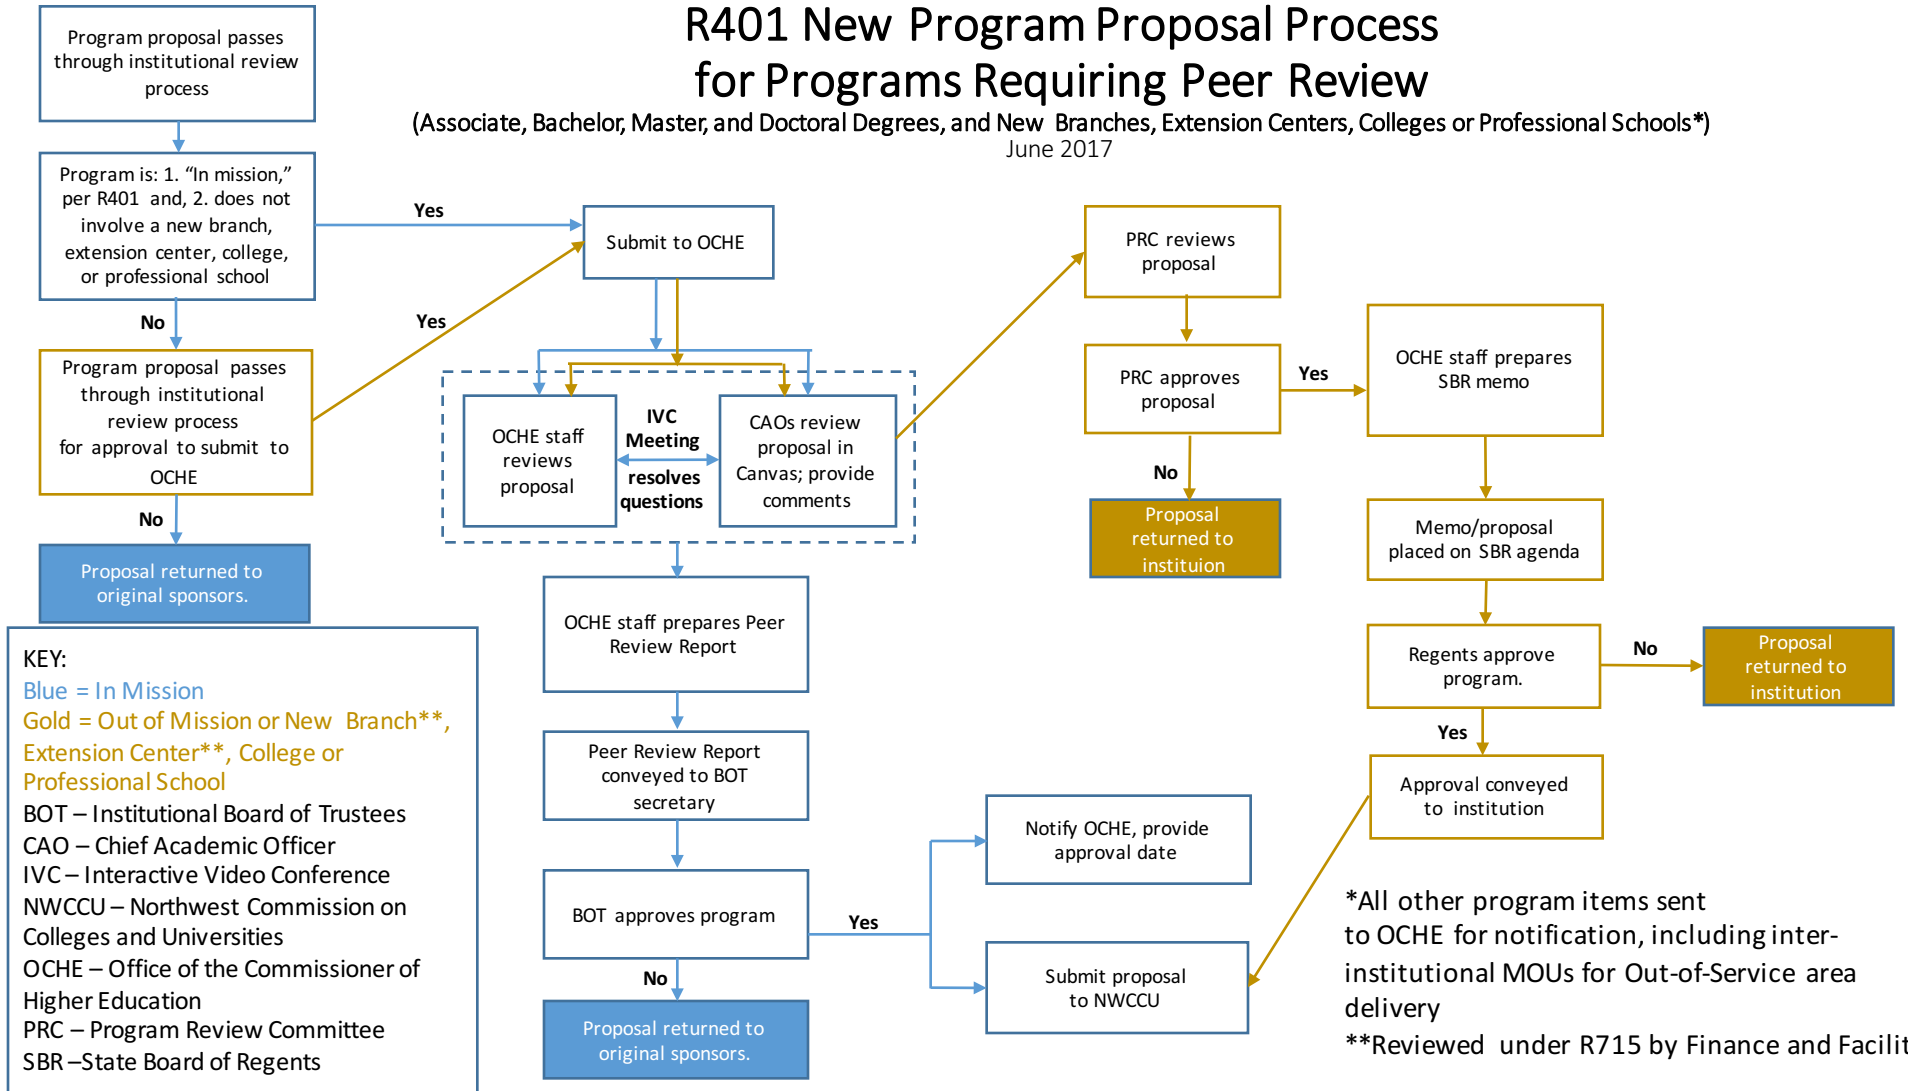 R401 New Program Proposal Process
for Programs Requiring Peer Review
(Associate, Bachelor, Master, and Doctoral Degrees, and New Branches, Extension Centers, Colleges or Professional Schools*)
June 2017
Program proposal passes
through institutional review
process
Program is: 1. “In mission,”
per R401 and, 2. does not
involve a new branch,
extension center, college,
or professional school
Yes
No
Program proposal passes
through institutional
review process
for approval to submit to
OCHE
Yes
No
Proposal returned to
original sponsors.
Submit to OCHE
OCHE staff
reviews
proposal
IVC
Meeting
resolves
questions
CAOs review
proposal in
Canvas; provide
comments
OCHE staff prepares Peer
Review Report
Peer Review Report
conveyed to BOT
secretary
BOT approves program
Yes
No
Proposal returned to
original sponsors.
Notify OCHE, provide
approval date
Submit proposal
to NWCCU
PRC reviews
proposal
PRC approves
proposal
Yes
No
Proposal
returned to
instituion
OCHE staff prepares
SBR memo
Memo/proposal
placed on SBR agenda
Regents approve
program.
No
Proposal
returned to
institution
Yes
Approval conveyed
to institution
KEY:
Blue = In Mission
Gold = Out of Mission or New Branch**,
Extension Center**, College or
Professional School
BOT – Institutional Board of Trustees
CAO – Chief Academic Officer
IVC – Interactive Video Conference
NWCCU – Northwest Commission on
Colleges and Universities
OCHE – Office of the Commissioner of
Higher Education
PRC – Program Review Committee
SBR –State Board of Regents
*All other program items sent
to OCHE for notification, including inter-
institutional MOUs for Out-of-Service area
delivery
**Reviewed under R715 by Finance and Facilit